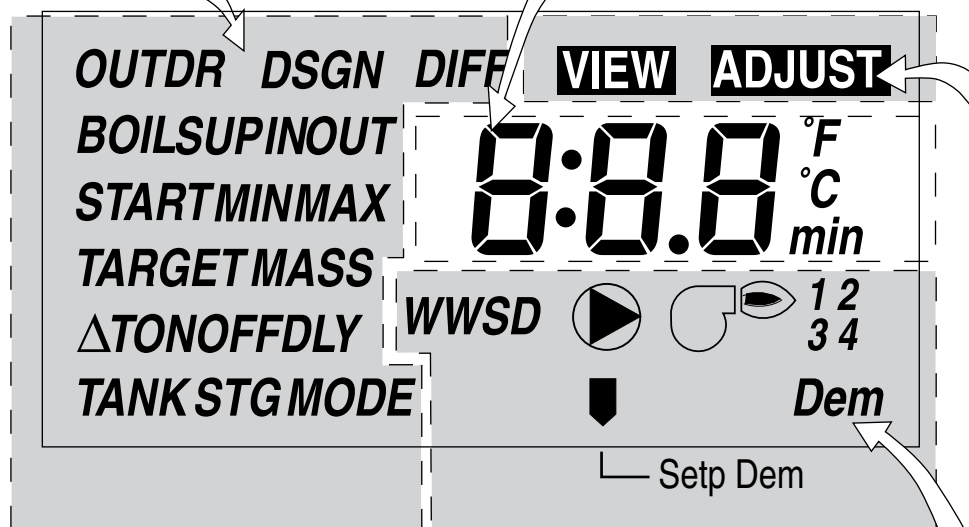 OUTDR DSGN DIFF VIEW ADJUST
BOILSUPINOUT
STARTMINMAX
8:8.8 °F
°C
min
TARGETMASS
ΔTONOFFDLY
WWSD 1 2
3 4
TANKSTGMODE
Dem
Setp Dem